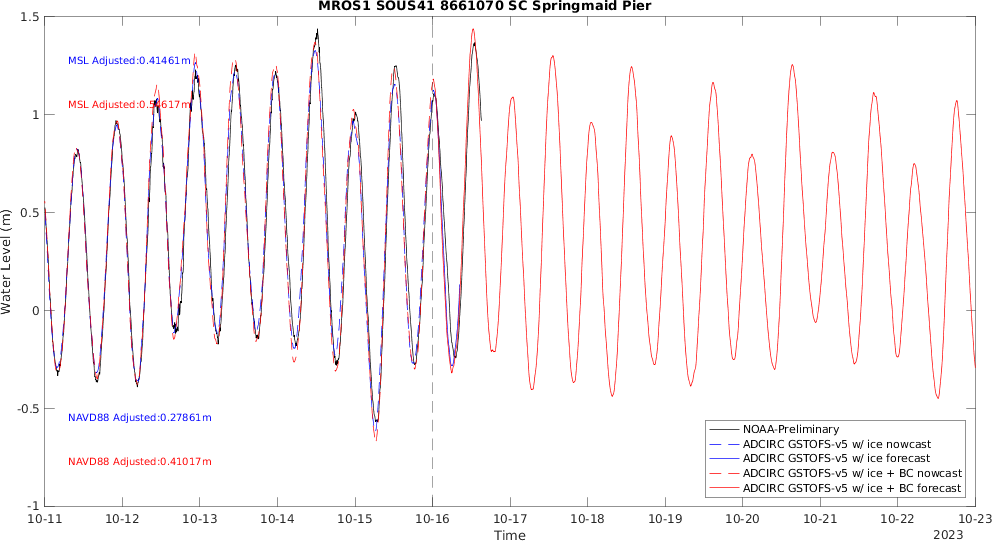 MROS1 SOUS41 8661070 SC Springmaid Pier
1.5
1
0.5
0
-0.5
-1
Water Level (m)
MSL Adjusted:0.41461m
NAVD88 Adjusted:0.27861m
NAVD88 Adjusted:0.41017m
NOAA-Preliminary
ADCIRC GSTOFS-v5 w/ ice nowcast
ADCIRC GSTOFS-v5 w/ ice forecast
ADCIRC GSTOFS-v5 w/ ice + BC nowcast
ADCIRC GSTOFS-v5 w/ ice + BC forecast
10-11 10-12 10-13 10-14 10-15 10-16 10-17 10-18 10-19 10-20 10-21 10-22 10-23
Time
2023